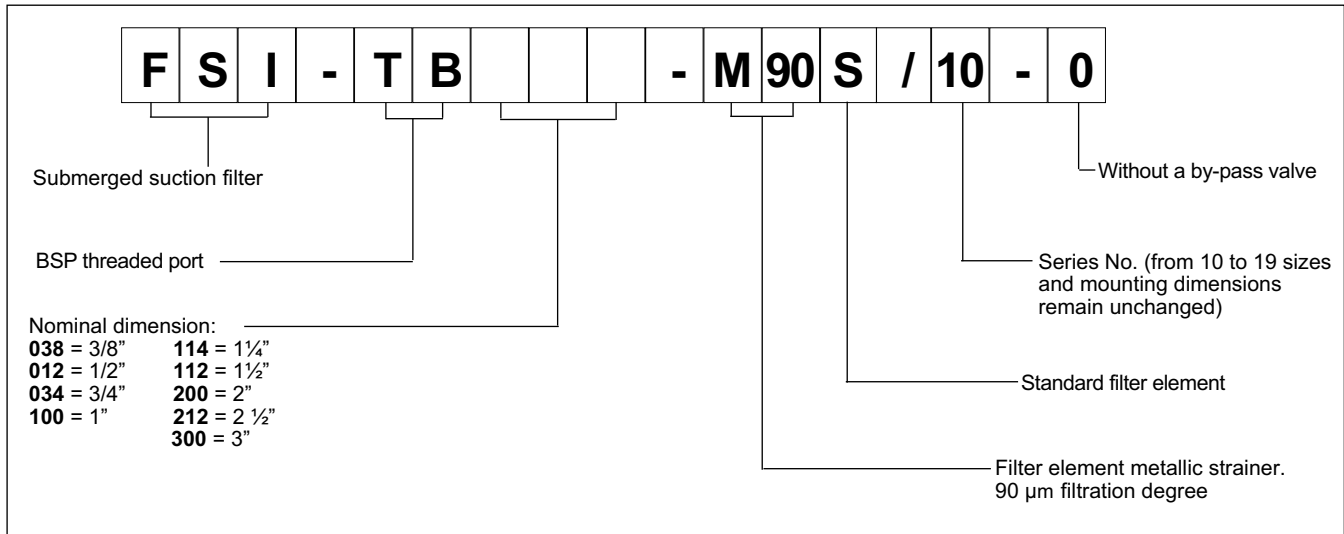 F S I - T B - M 90 S / 10 - 0
Submerged suction filter
Without a by-pass valve
BSP threaded port
Series No. (from 10 to 19 sizes
and mounting dimensions
remain unchanged)
Nominal dimension:
038 = 3/8” 114 = 1¼”
012 = 1/2” 112 = 1½”
034 = 3/4” 200 = 2”
100 = 1” 212 = 2 ½”
300 = 3”
Standard filter element
Filter element metallic strainer.
90 µm filtration degree